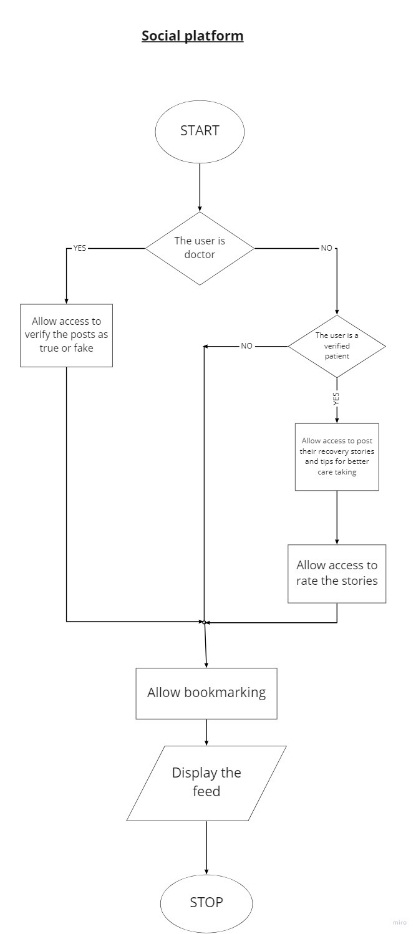 Social platform
START
The user is
doctor
YES
NO
Allow access to
verify the posts as
true or fake
The user is a
verified
patient
NO
YES
Allow access to post
their recovery stories
and tips for better
care taking
Allow access to
rate the stories
Allow bookmarking
Display the
feed
STOP
miro